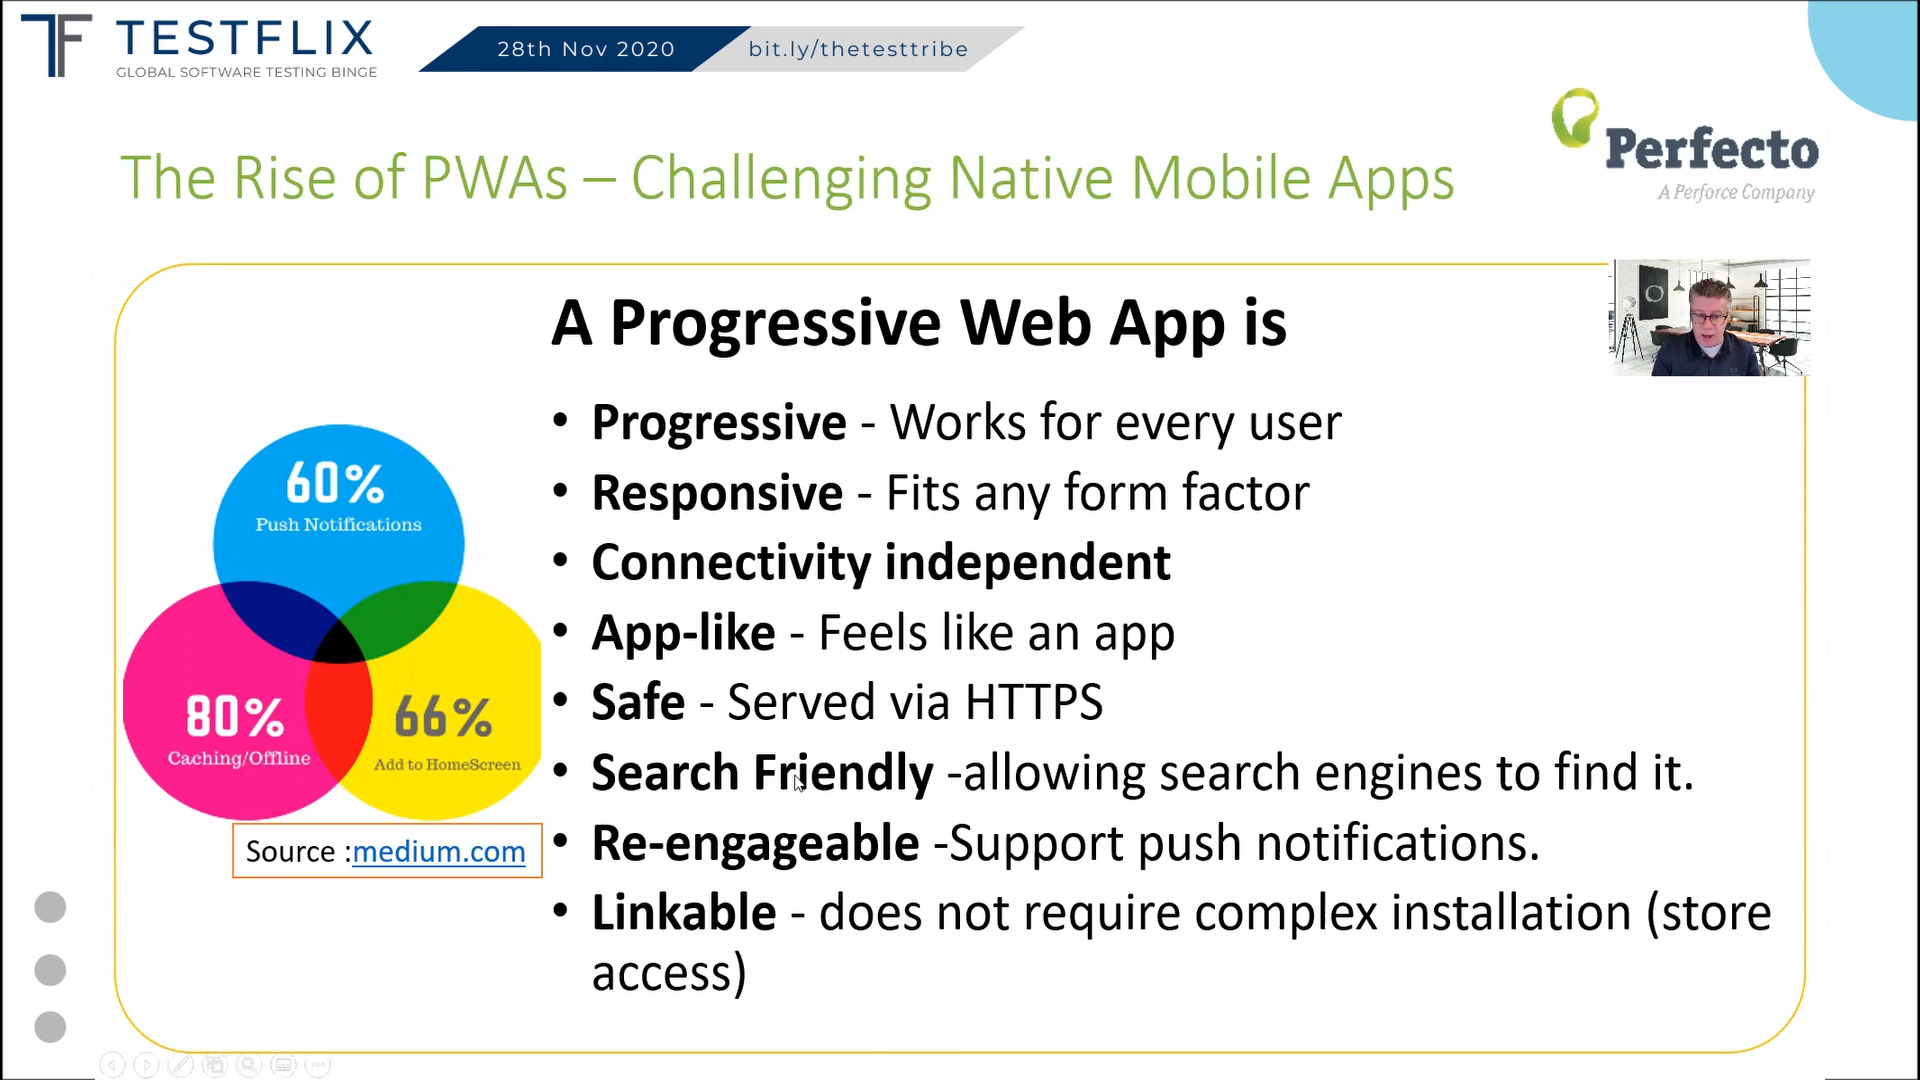 TF TESTFLIX
GLOBAL SOFTWARE TESTING BINGE
28th Nov 2020
bit.ly/thetesttribe
Perfecto
A Perforce Company
The Rise of PWAs – Challenging Native Mobile Apps
A Progressive Web App is
• Progressive - Works for every user
• Responsive - Fits any form factor
• Connectivity independent
• App-like - Feels like an app
• Safe - Served via HTTPS
• Search Friendly -allowing search engines to find it.
• Re-engageable -Support push notifications.
• Linkable - does not require complex installation (store
access)
60%
Push Notifications
80%
Caching/Offline
66%
Add to HomeScreen
Source :medium.com